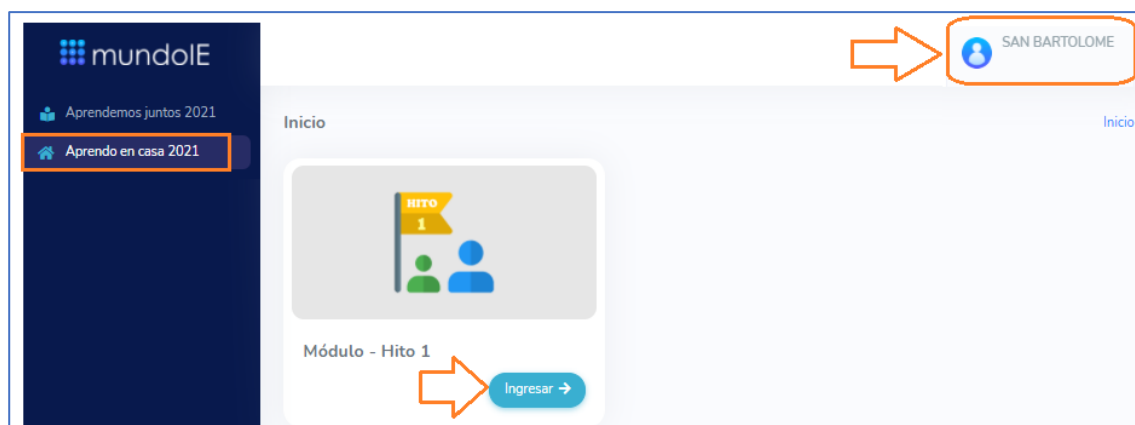 mundoIE
SAN BARTOLOME
Aprendemos juntos 2021
Aprendo en casa 2021
Inicio
Inicio
HITO
1
Módulo - Hito 1
Ingresar →